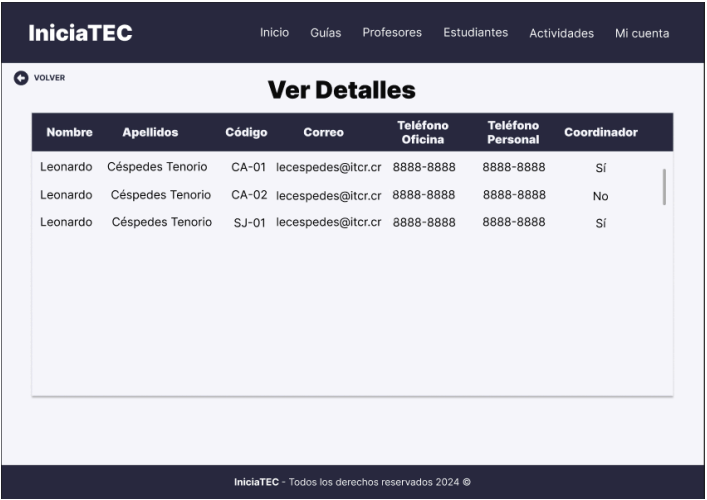 IniciaTEC Inicio Guías Profesores Estudiantes Actividades Mi cuenta
VOLVER
Ver Detalles
Nombre Apellidos Código Correo Teléfono Oficina Teléfono Personal Coordinador
Leonardo Céspedes Tenorio CA-01 lecespedes@itcr.cr 8888-8888 8888-8888 Sí
Leonardo Céspedes Tenorio CA-02 lecespedes@itcr.cr 8888-8888 8888-8888 No
Leonardo Céspedes Tenorio SJ-01 lecespedes@itcr.cr 8888-8888 8888-8888 Sí
IniciaTEC - Todos los derechos reservados 2024 ©